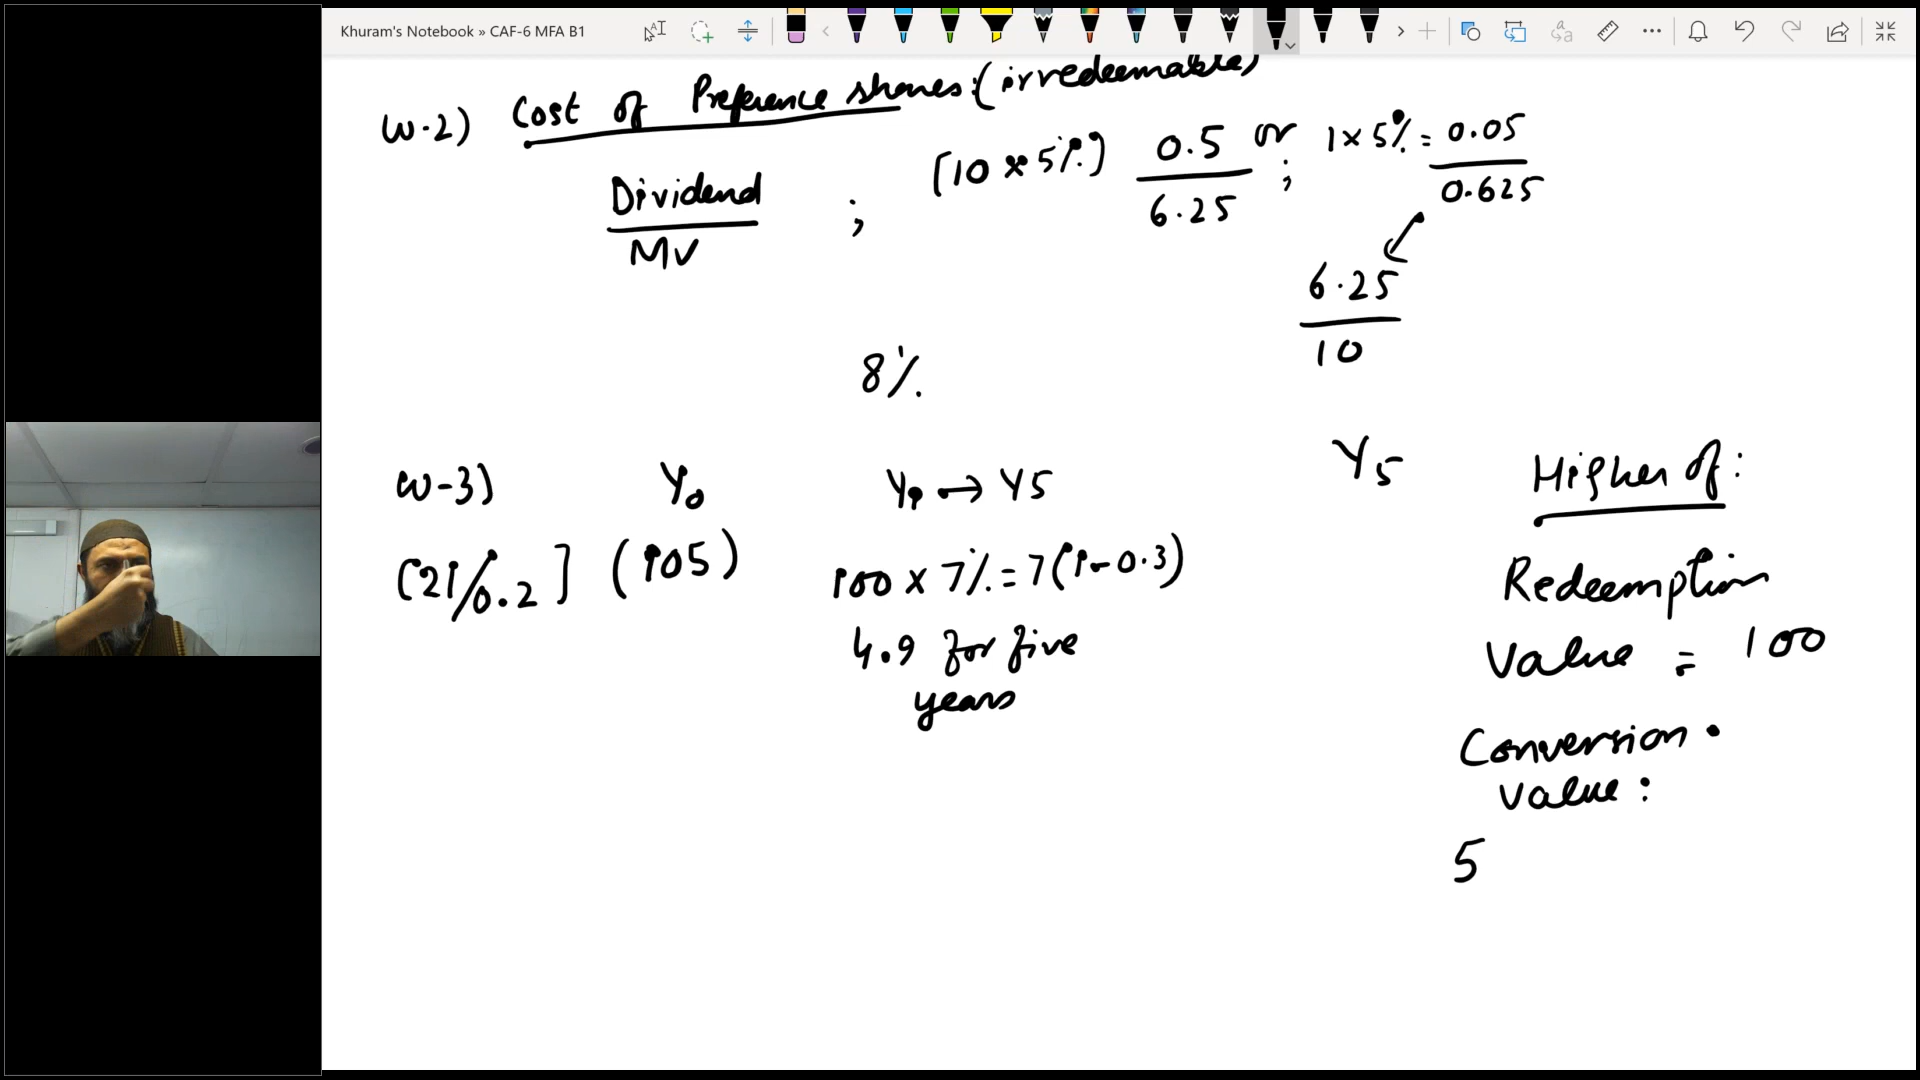 Khuram's Notebook » CAF-6 MFA B1
W-2) Cost of Preference shares: (irredeemable)
Dividend / MV ; [10 × 5%] 0.5 / 6.25 or ; 1 × 5% = 0.05 / 0.625
6.25 / 10
8%
W-3) Y0 Y1 → Y5 Y5 Higher of:
[21/0.2] (105) 100 × 7% = 7(1-0.3) Redemption
4.9 for five Value = 100
years
Conversion
Value:
5